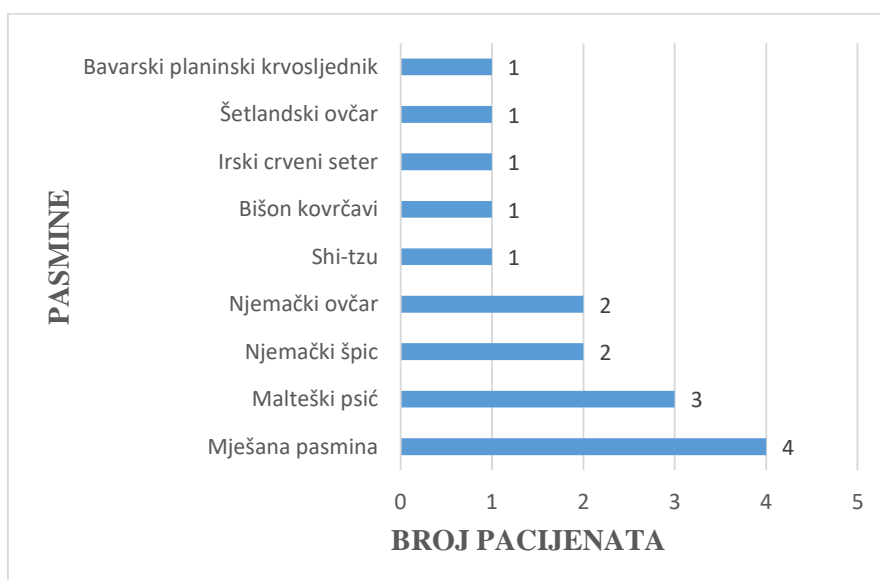 Bavarski planinski krvosljednik 1
Šetlandski ovčar 1
Irski crveni seter 1
Bišon kovrčavi 1
Shi-tzu 1
Njemački ovčar 2
Njemački špic 2
Malteški psić 3
Mješana pasmina 4
0 1 2 3 4 5
BROJ PACIJENATA
PASMINE